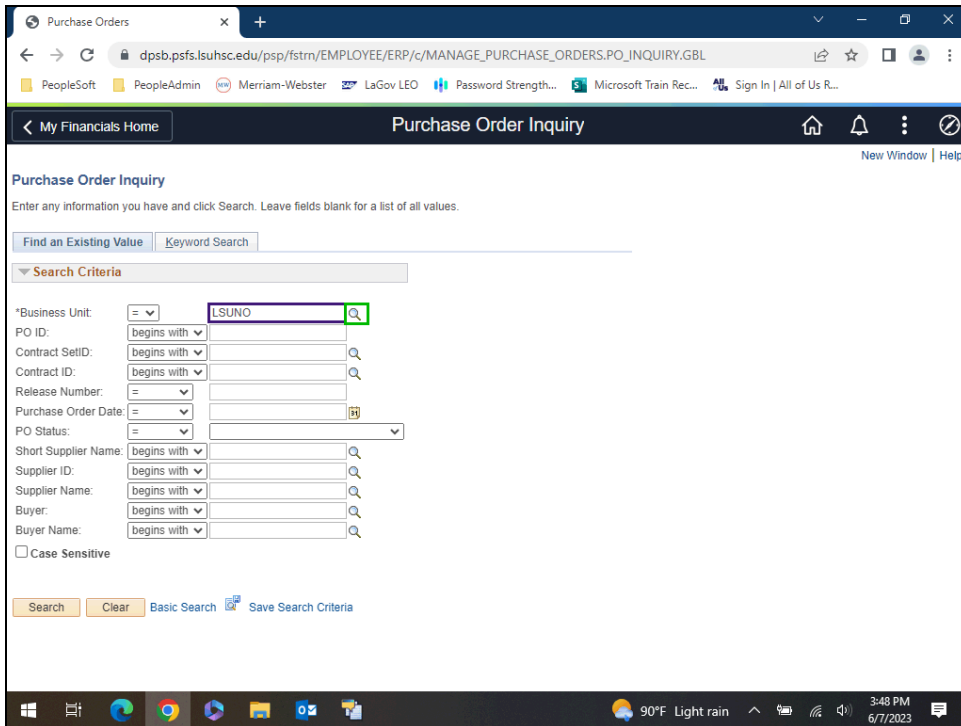 Purchase Orders
dpsb.psfs.lsuhsc.edu/psp/fstrn/EMPLOYEE/ERP/c/MANAGE_PURCHASE_ORDERS.PO_INQUIRY.GBL
PeopleSoft PeopleAdmin MW Merriam-Webster LaGov LEO Password Strength... S Microsoft Train Rec... All of Us Sign In | All of Us R...
My Financials Home Purchase Order Inquiry
New Window | Help
Purchase Order Inquiry
Enter any information you have and click Search. Leave fields blank for a list of all values.
Find an Existing Value Keyword Search
Search Criteria
*Business Unit: = LSUNO
PO ID: begins with
Contract SetID: begins with
Contract ID: begins with
Release Number: =
Purchase Order Date: = 31
PO Status: =
Short Supplier Name: begins with
Supplier ID: begins with
Supplier Name: begins with
Buyer: begins with
Buyer Name: begins with
Case Sensitive
Search Clear Basic Search Save Search Criteria
90°F Light rain 3:48 PM
6/7/2023